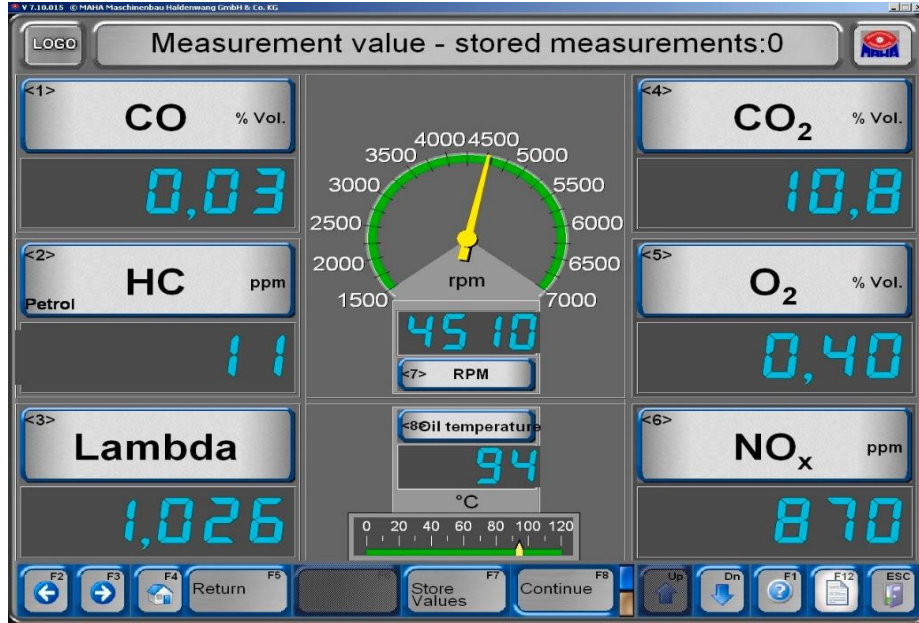 V 7.10.015 © MAHA Maschinenbau Haldenwang GmbH & Co. KG
LOGO
Measurement value - stored measurements:0
MAHA
<1>
CO % Vol.
0,03
<2>
HC ppm
Petrol
11
<3>
Lambda
1,026
4000 4500
3500 5000
3000 5500
2500 6000
2000 6500
1500 7000
rpm
4510
<7> RPM
<8> Oil temperature
94
°C
0 20 40 60 80 100 120
<4>
CO2 % Vol.
10,8
<5>
O2 % Vol.
0,40
<6>
NOx ppm
870
F2
F3
F4
Return F5
F6
Store Values F7
Continue F8
Up
Dn
F1
F12
ESC